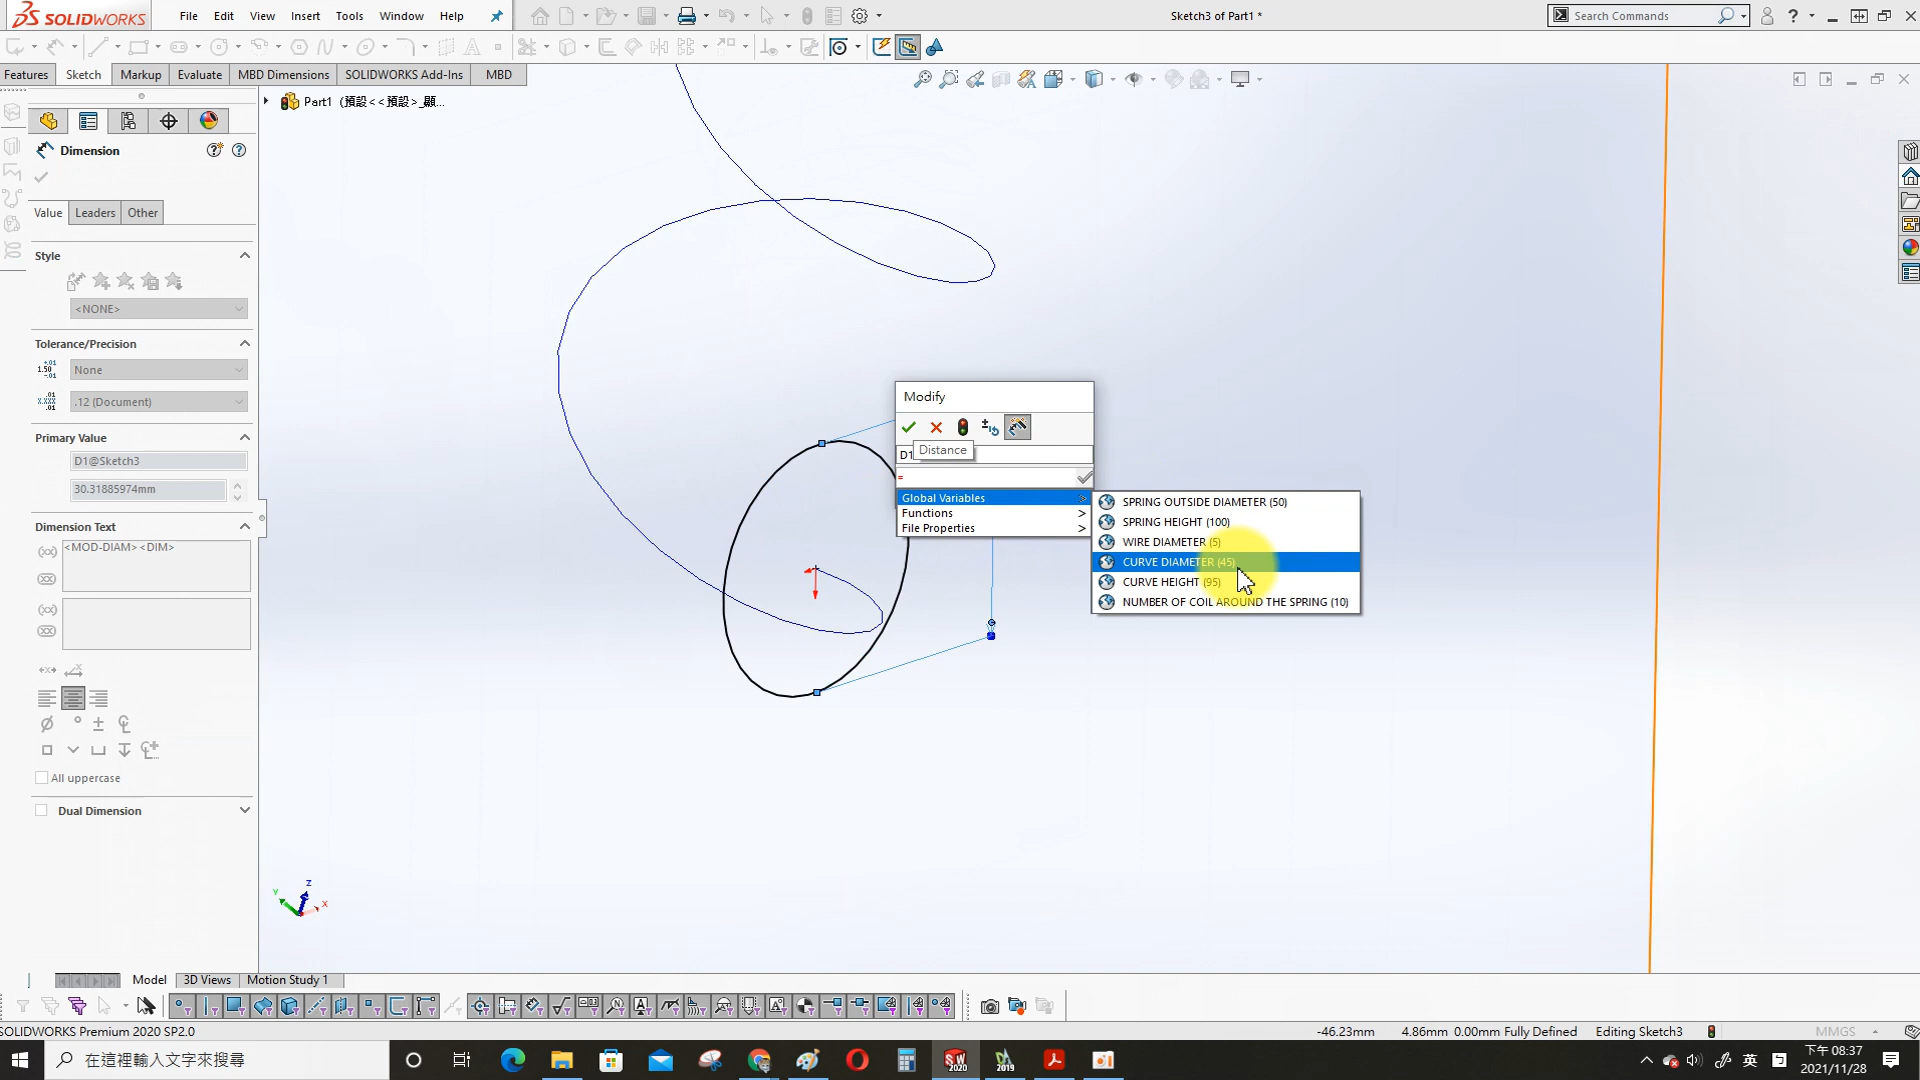 SOLIDWORKS File Edit View Insert Tools Window Help Sketch3 of Part1 * Search Commands
Features Sketch Markup Evaluate MBD Dimensions SOLIDWORKS Add-Ins MBD
Part1 (預設<<預設>_顯...
Dimension
Value Leaders Other
Style
<NONE>
Tolerance/Precision
None
.12 (Document)
Primary Value
D1@Sketch3
30.31885974mm
Dimension Text
<MOD-DIAM><DIM>
All uppercase
Dual Dimension
Modify
D1
Distance
=
Global Variables
Functions
File Properties
SPRING OUTSIDE DIAMETER (50)
SPRING HEIGHT (100)
WIRE DIAMETER (5)
CURVE DIAMETER (45)
CURVE HEIGHT (95)
NUMBER OF COIL AROUND THE SPRING (10)
Z
Y
X
Model 3D Views Motion Study 1
SOLIDWORKS Premium 2020 SP2.0 -46.23mm 4.86mm 0.00mm Fully Defined Editing Sketch3 MMGS
在這裡輸入文字來搜尋
SW
2020
2019
英
下午 08:37
2021/11/28